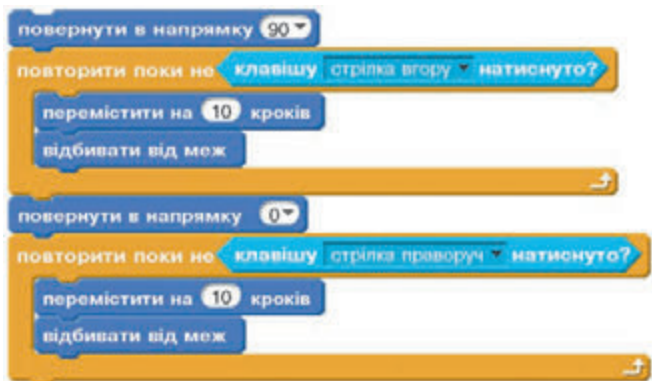 повернути в напрямку 90
повторити поки не клавішу стрілка вгору натиснуто?
перемістити на 10 кроків
відбивати від меж
повернути в напрямку 0
повторити поки не клавішу стрілка праворуч натиснуто?
перемістити на 10 кроків
відбивати від меж